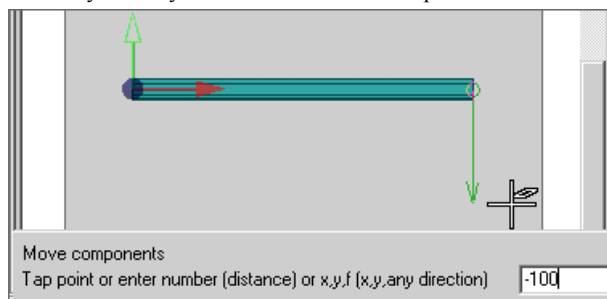 Move components
Tap point or enter number (distance) or x,y,f (x,y,any direction)
-100